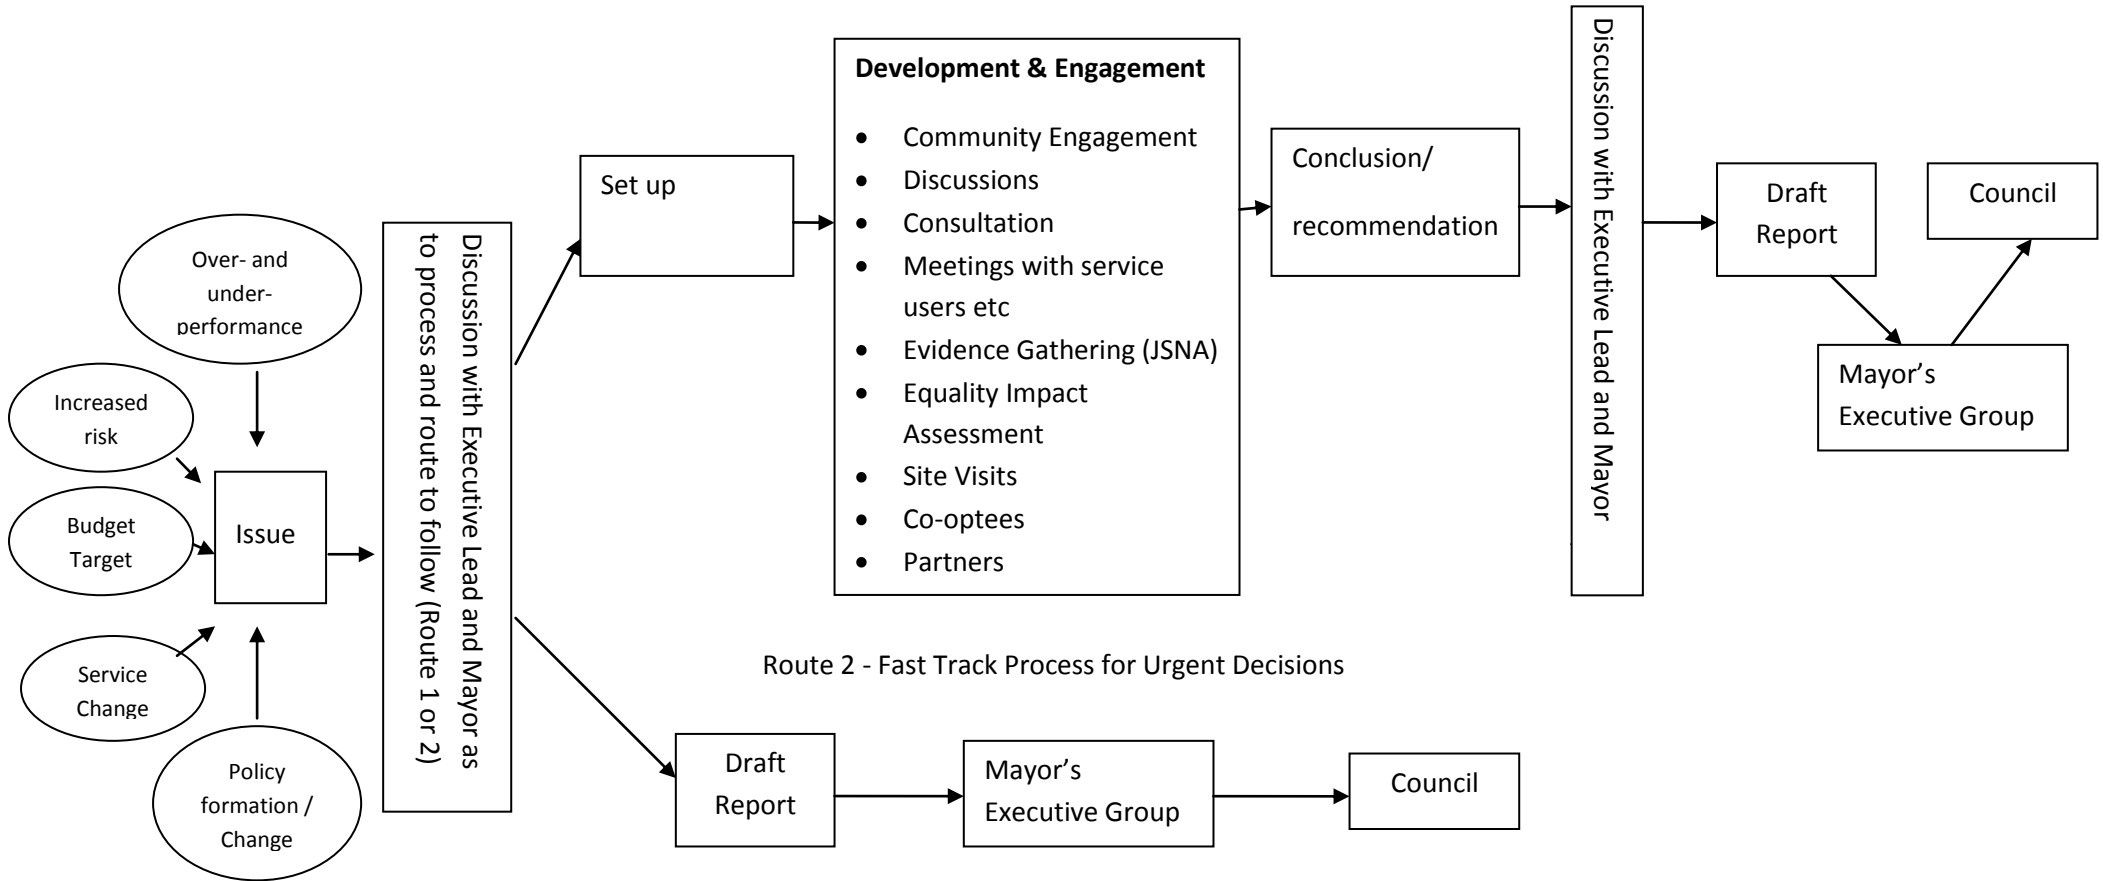 Over- and
under-
performance
Increased
risk
Budget
Target
Service
Change
Policy
formation /
Change
Issue
Discussion with Executive Lead and Mayor as
to process and route to follow (Route 1 or 2)
Set up
Development & Engagement
• Community Engagement
• Discussions
• Consultation
• Meetings with service
users etc
• Evidence Gathering (JSNA)
• Equality Impact
Assessment
• Site Visits
• Co-optees
• Partners
Conclusion/
recommendation
Discussion with Executive Lead and Mayor
Draft
Report
Mayor’s
Executive Group
Council
Route 2 - Fast Track Process for Urgent Decisions
Draft
Report
Mayor’s
Executive Group
Council